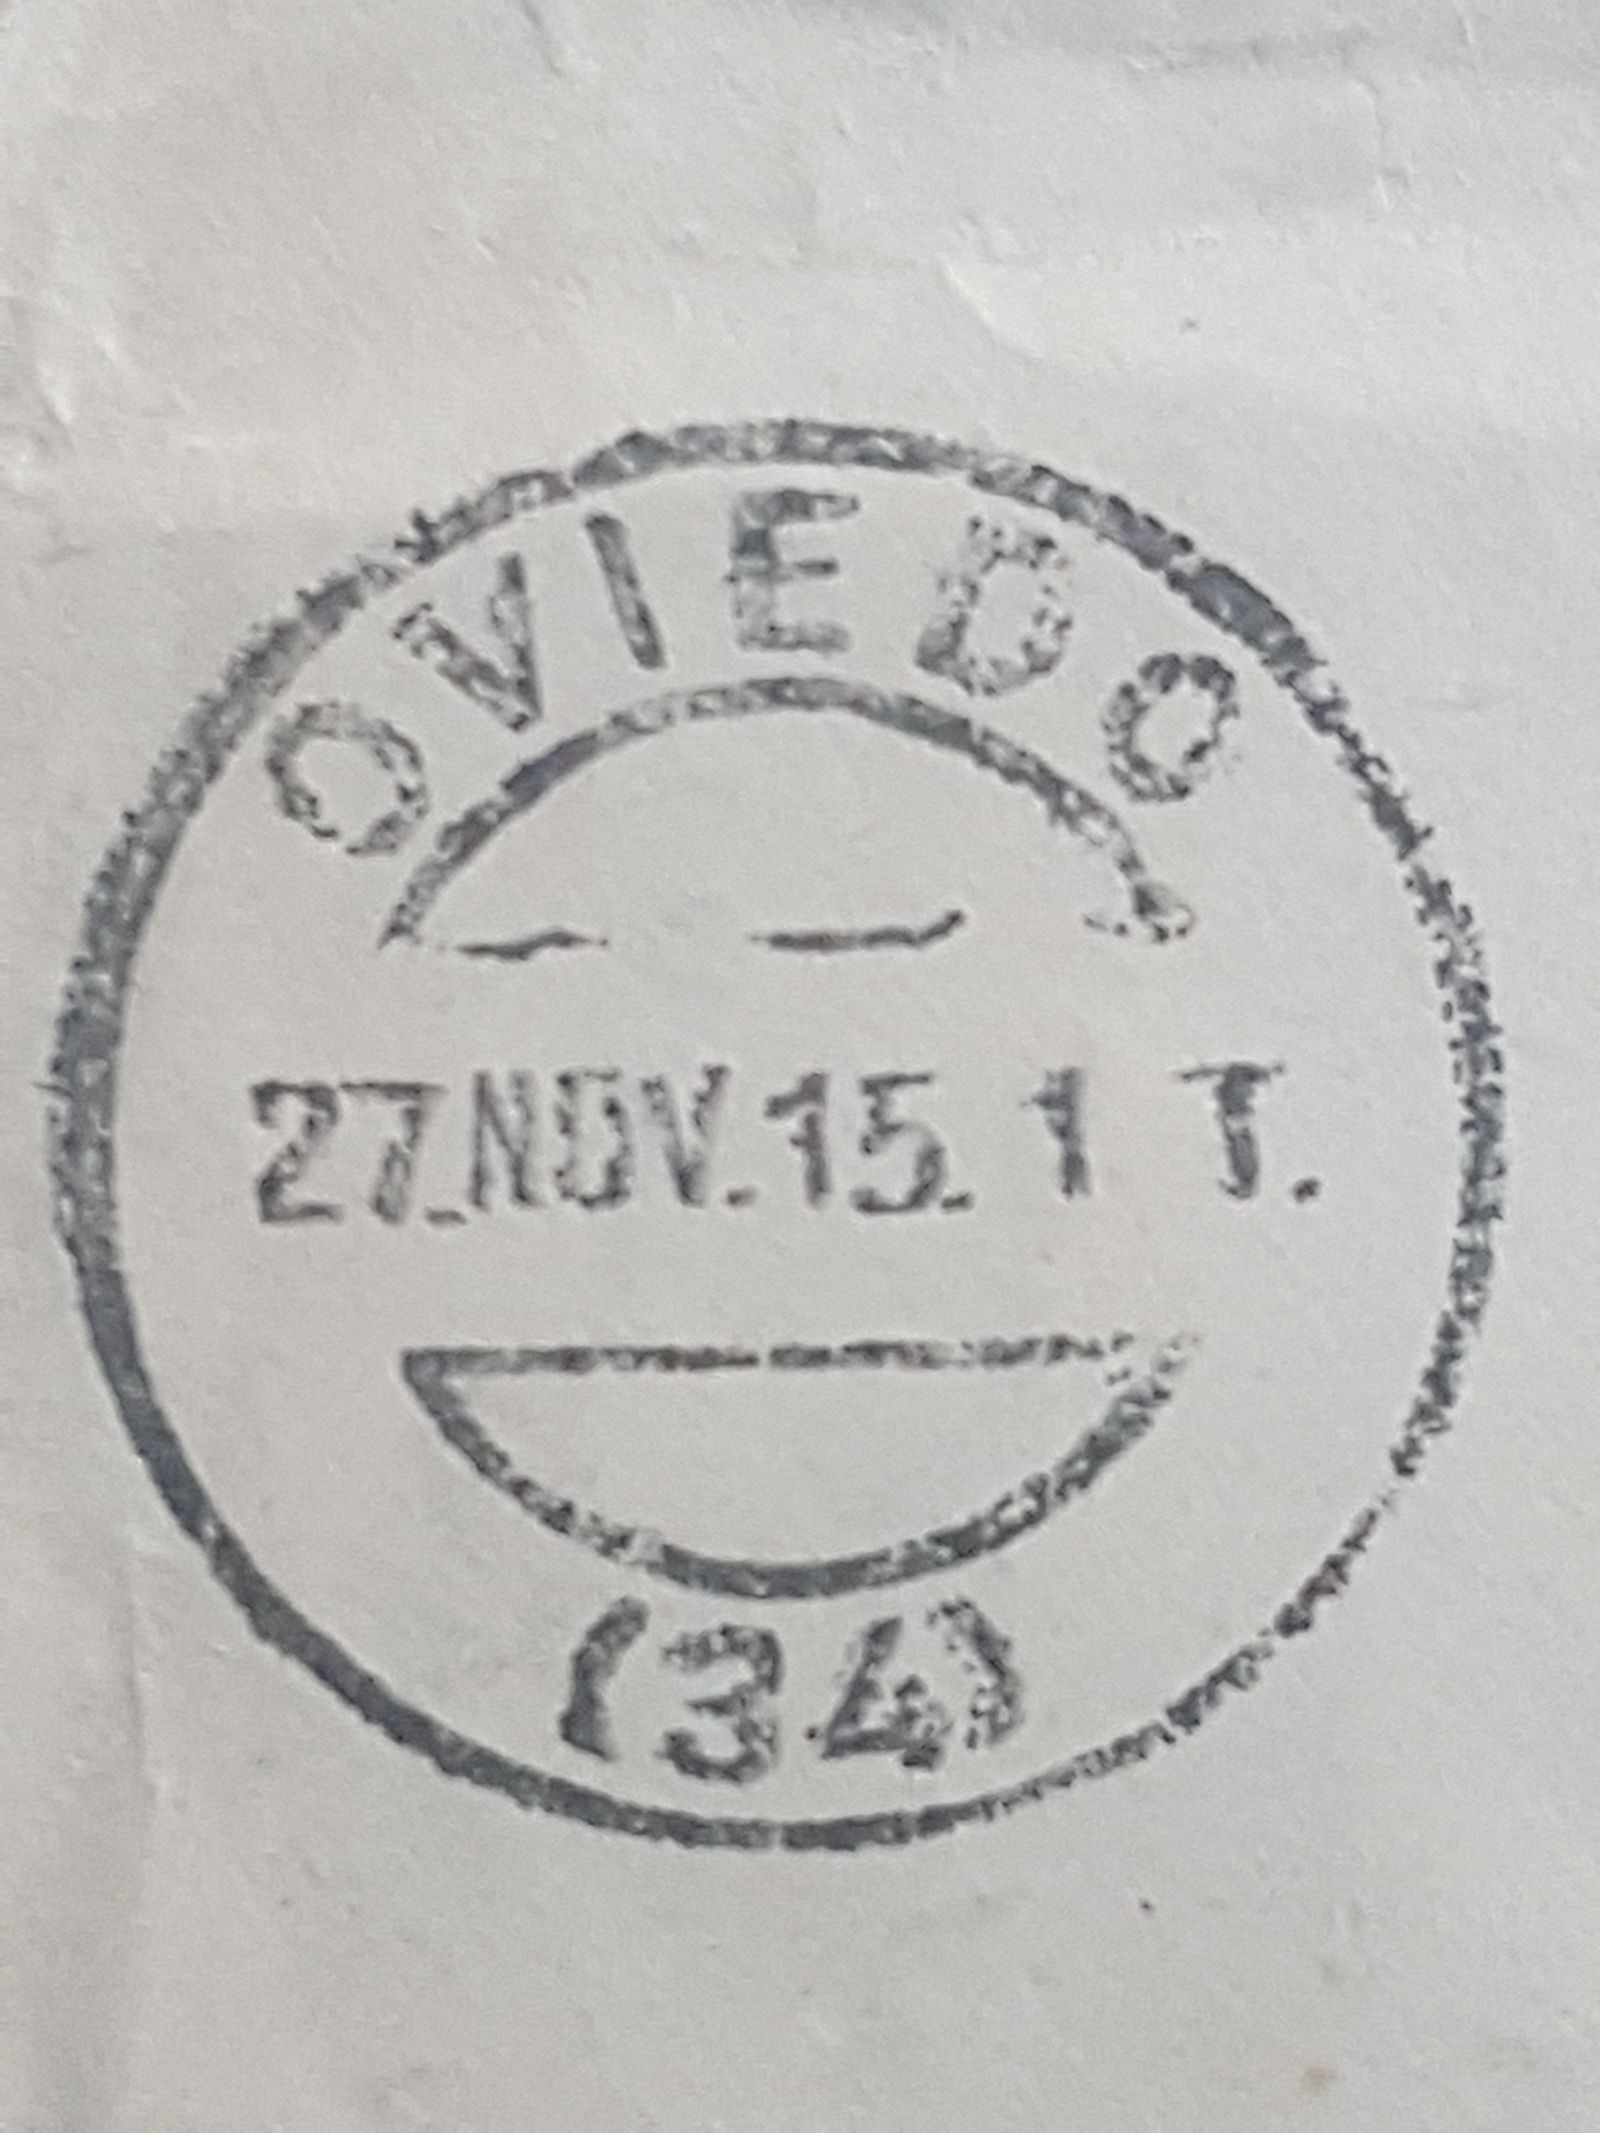 OVIEDO
27.NOV.15. 1 T.
(34)